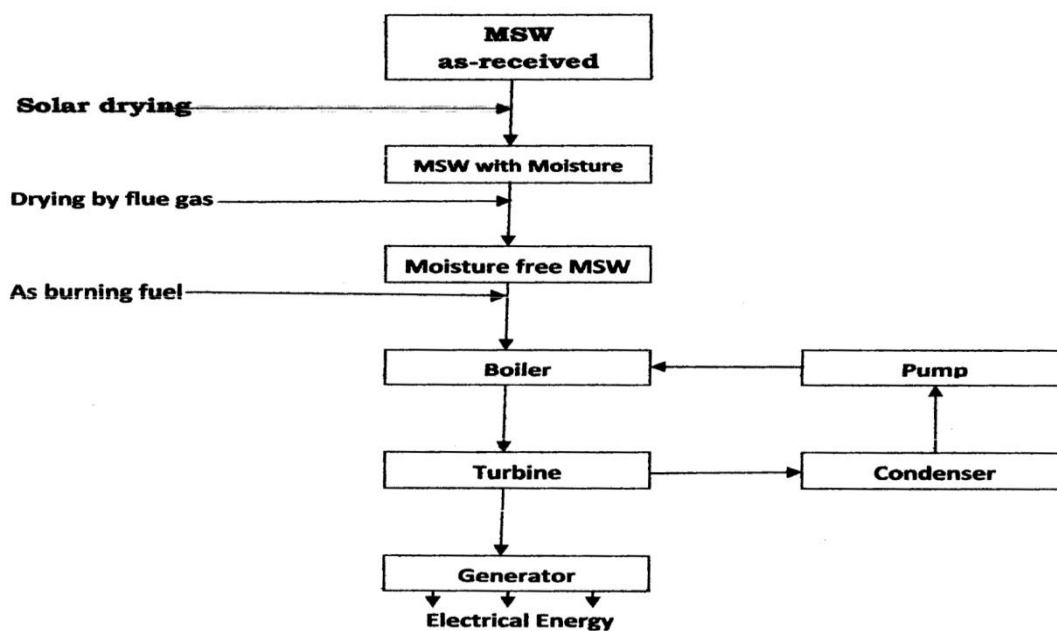 MSW
as-received
Solar drying
MSW with Moisture
Drying by flue gas
Moisture free MSW
As burning fuel
Boiler
Pump
Turbine
Condenser
Generator
Electrical Energy